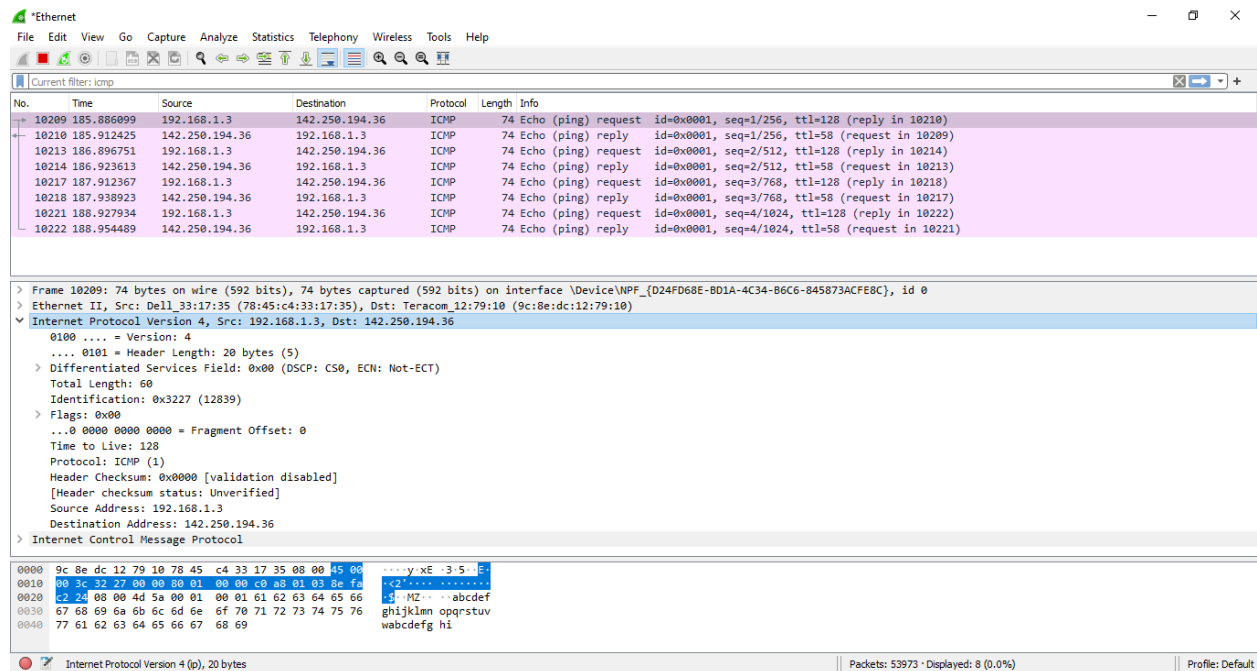 *Ethernet
File Edit View Go Capture Analyze Statistics Telephony Wireless Tools Help
Current filter: icmp
No. Time Source Destination Protocol Length Info
10209 185.886099 192.168.1.3 142.250.194.36 ICMP 74 Echo (ping) request id=0x0001, seq=1/256, ttl=128 (reply in 10210)
10210 185.912425 142.250.194.36 192.168.1.3 ICMP 74 Echo (ping) reply id=0x0001, seq=1/256, ttl=58 (request in 10209)
10213 186.896751 192.168.1.3 142.250.194.36 ICMP 74 Echo (ping) request id=0x0001, seq=2/512, ttl=128 (reply in 10214)
10214 186.923613 142.250.194.36 192.168.1.3 ICMP 74 Echo (ping) reply id=0x0001, seq=2/512, ttl=58 (request in 10213)
10217 187.912367 192.168.1.3 142.250.194.36 ICMP 74 Echo (ping) request id=0x0001, seq=3/768, ttl=128 (reply in 10218)
10218 187.938923 142.250.194.36 192.168.1.3 ICMP 74 Echo (ping) reply id=0x0001, seq=3/768, ttl=58 (request in 10217)
10221 188.927934 192.168.1.3 142.250.194.36 ICMP 74 Echo (ping) request id=0x0001, seq=4/1024, ttl=128 (reply in 10222)
10222 188.954489 142.250.194.36 192.168.1.3 ICMP 74 Echo (ping) reply id=0x0001, seq=4/1024, ttl=58 (request in 10221)
Frame 10209: 74 bytes on wire (592 bits), 74 bytes captured (592 bits) on interface \Device\NPF_{D24FD68E-BD1A-4C34-B6C6-845873ACFE8C}, id 0
Ethernet II, Src: Dell_33:17:35 (78:45:c4:33:17:35), Dst: Teracom_12:79:10 (9c:8e:dc:12:79:10)
Internet Protocol Version 4, Src: 192.168.1.3, Dst: 142.250.194.36
0100 .... = Version: 4
.... 0101 = Header Length: 20 bytes (5)
Differentiated Services Field: 0x00 (DSCP: CS0, ECN: Not-ECT)
Total Length: 60
Identification: 0x3227 (12839)
Flags: 0x00
...0 0000 0000 0000 = Fragment Offset: 0
Time to Live: 128
Protocol: ICMP (1)
Header Checksum: 0x0000 [validation disabled]
[Header checksum status: Unverified]
Source Address: 192.168.1.3
Destination Address: 142.250.194.36
Internet Control Message Protocol
0000 9c 8e dc 12 79 10 78 45 c4 33 17 35 08 00 45 00 ····y·xE ·3·5··E·
0010 00 3c 32 27 00 00 80 01 00 00 c0 a8 01 03 8e fa ·<2'···· ········
0020 c2 24 08 00 4d 5a 00 01 00 01 61 62 63 64 65 66 ·$··MZ·· ··abcdef
0030 67 68 69 6a 6b 6c 6d 6e 6f 70 71 72 73 74 75 76 ghijklmn opqrstuv
0040 77 61 62 63 64 65 66 67 68 69 wabcdefg hi
Internet Protocol Version 4 (ip), 20 bytes Packets: 53973 · Displayed: 8 (0.0%) Profile: Default